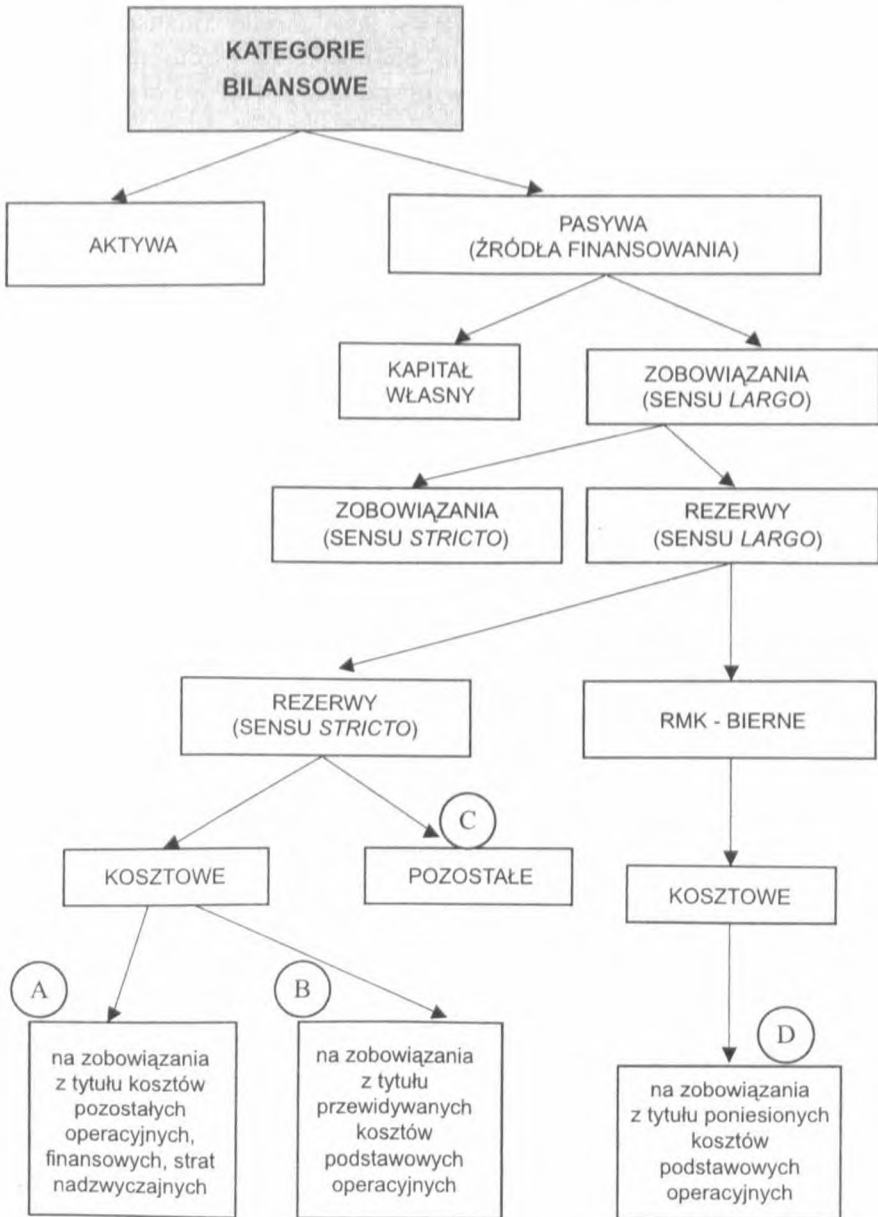 KATEGORIE
BILANSOWE
AKTYWA
PASYWA
(ŹRÓDŁA FINANSOWANIA)
KAPITAŁ
WŁASNY
ZOBOWIĄZANIA
(SENSU LARGO)
ZOBOWIĄZANIA
(SENSU STRICTO)
REZERWY
(SENSU LARGO)
REZERWY
(SENSU STRICTO)
RMK - BIERNE
C
KOSZTOWE
POZOSTAŁE
KOSZTOWE
A
B
D
na zobowiązania
z tytułu kosztów
pozostałych
operacyjnych,
finansowych, strat
nadzwyczajnych
na zobowiązania
z tytułu
przewidywanych
kosztów
podstawowych
operacyjnych
na zobowiązania
z tytułu poniesionych
kosztów
podstawowych
operacyjnych